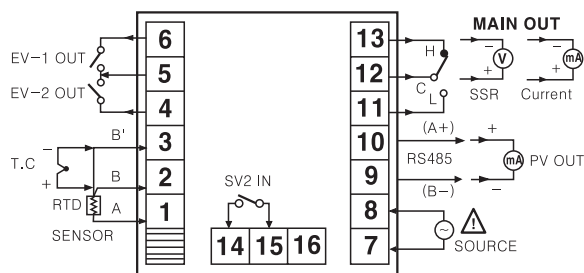 MAIN OUT
6
EV-1 OUT
5
EV-2 OUT
4
B'
3
T.C
−
+
B
2
RTD
A
1
SENSOR
SV2 IN
14 15 16
13
H
12
C
L
11
− V +
SSR
− mA +
Current
10
(A+)
RS485
9
(B−)
+ mA −
PV OUT
8
7
~
!
SOURCE